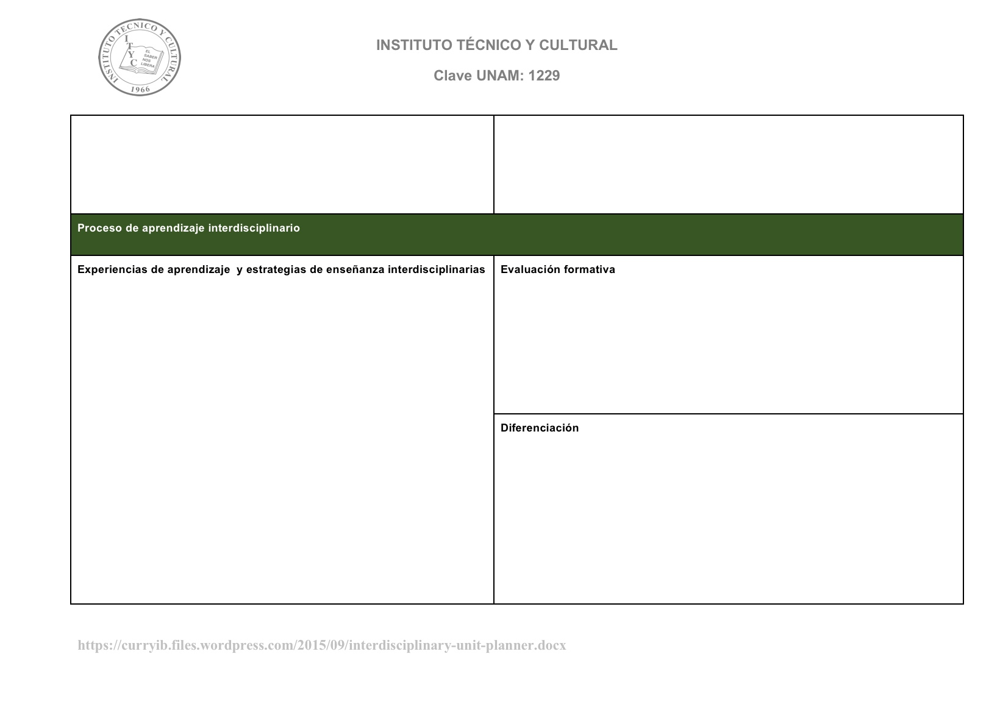 INSTITUTO TECNICO Y CULTURAL
I
T
Y
C
EL
SABER
NOS
LIBERA
1966
INSTITUTO TÉCNICO Y CULTURAL
Clave UNAM: 1229
Proceso de aprendizaje interdisciplinario
Experiencias de aprendizaje  y estrategias de enseñanza interdisciplinarias
Evaluación formativa
Diferenciación
https://curryib.files.wordpress.com/2015/09/interdisciplinary-unit-planner.docx